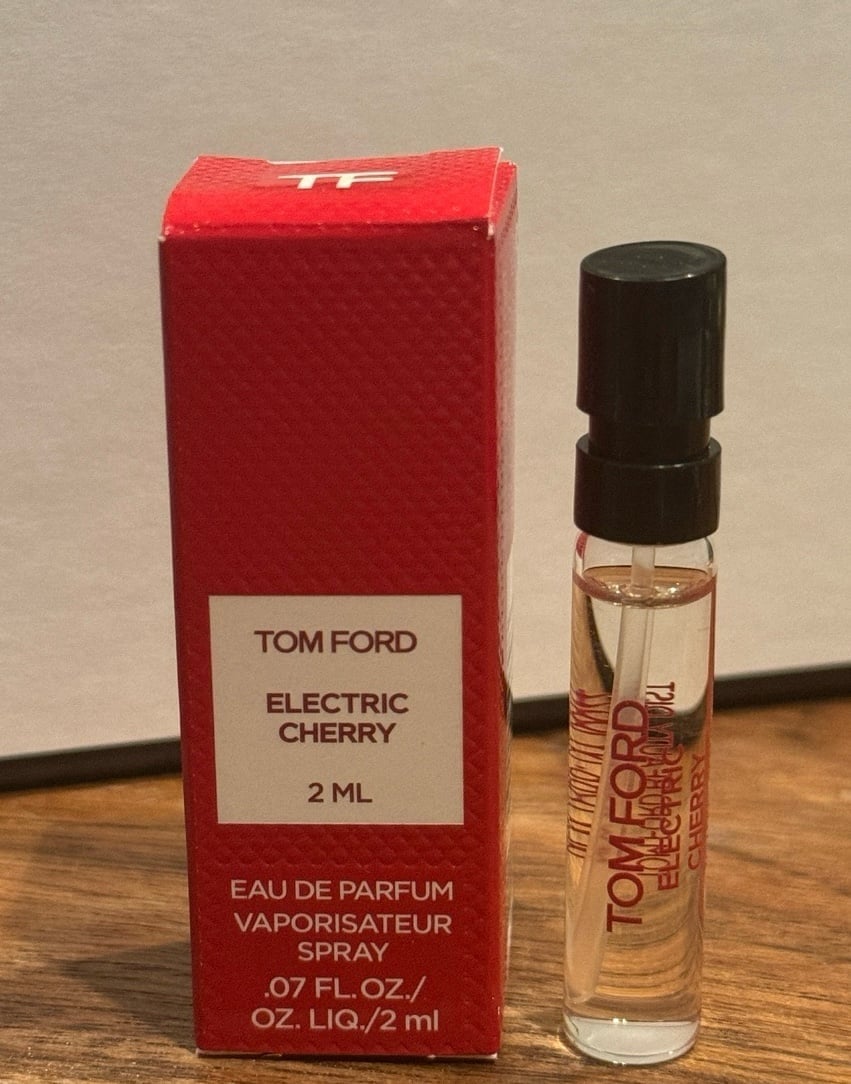 TF
TOM FORD
ELECTRIC
CHERRY
2 ML
EAU DE PARFUM
VAPORISATEUR
SPRAY
.07 FL.OZ./
OZ. LIQ./2 ml
TOM FORD
ELECTRIC
CHERRY